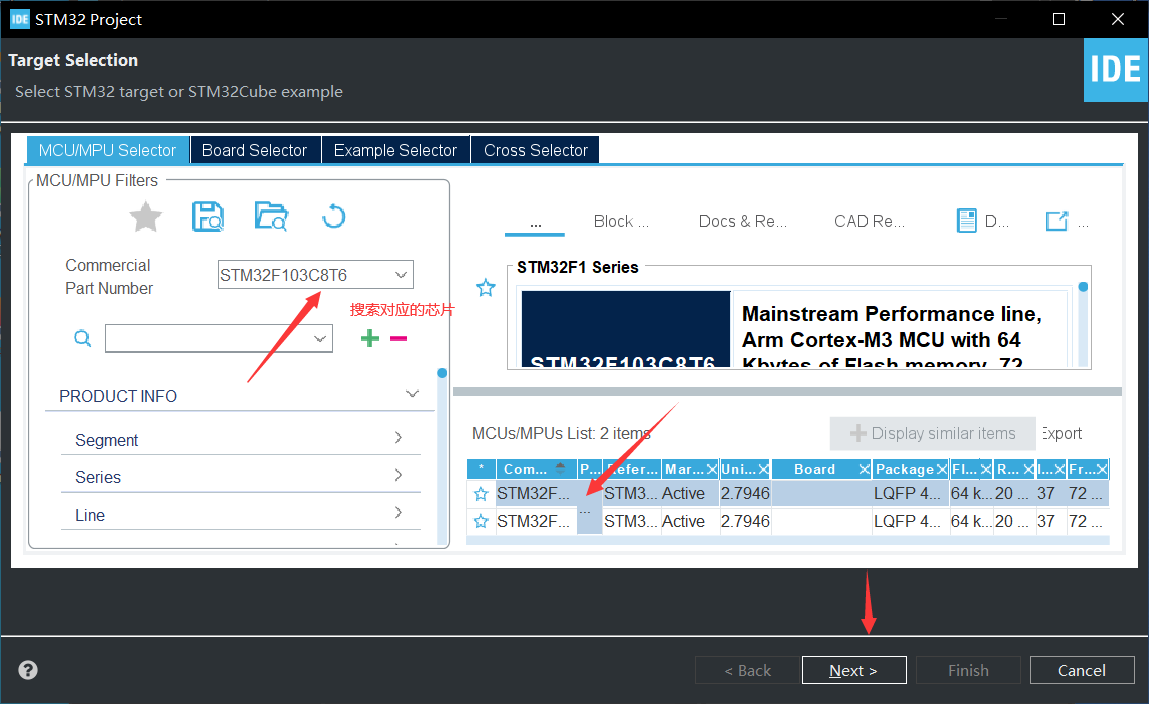 IDE STM32 Project
Target Selection
Select STM32 target or STM32Cube example
IDE
MCU/MPU Selector Board Selector Example Selector Cross Selector
MCU/MPU Filters
... Block ... Docs & Re... CAD Re... D... ...
Commercial
Part Number
STM32F103C8T6
搜索对应的芯片
PRODUCT INFO
Segment
Series
Line
STM32F1 Series
STM32F103C8T6
Mainstream Performance line,
Arm Cortex-M3 MCU with 64
Kbytes of Flash memory, 72
MCUs/MPUs List: 2 items
Display similar items
Export
* Com... P... Refer... Mar... Uni... Board Package Fl... R... I... Fr...
STM32F... ... STM3... Active 2.7946 LQFP 4... 64 k... 20 ... 37 72 ...
STM32F... STM3... Active 2.7946 LQFP 4... 64 k... 20 ... 37 72 ...
?
< Back Next > Finish Cancel